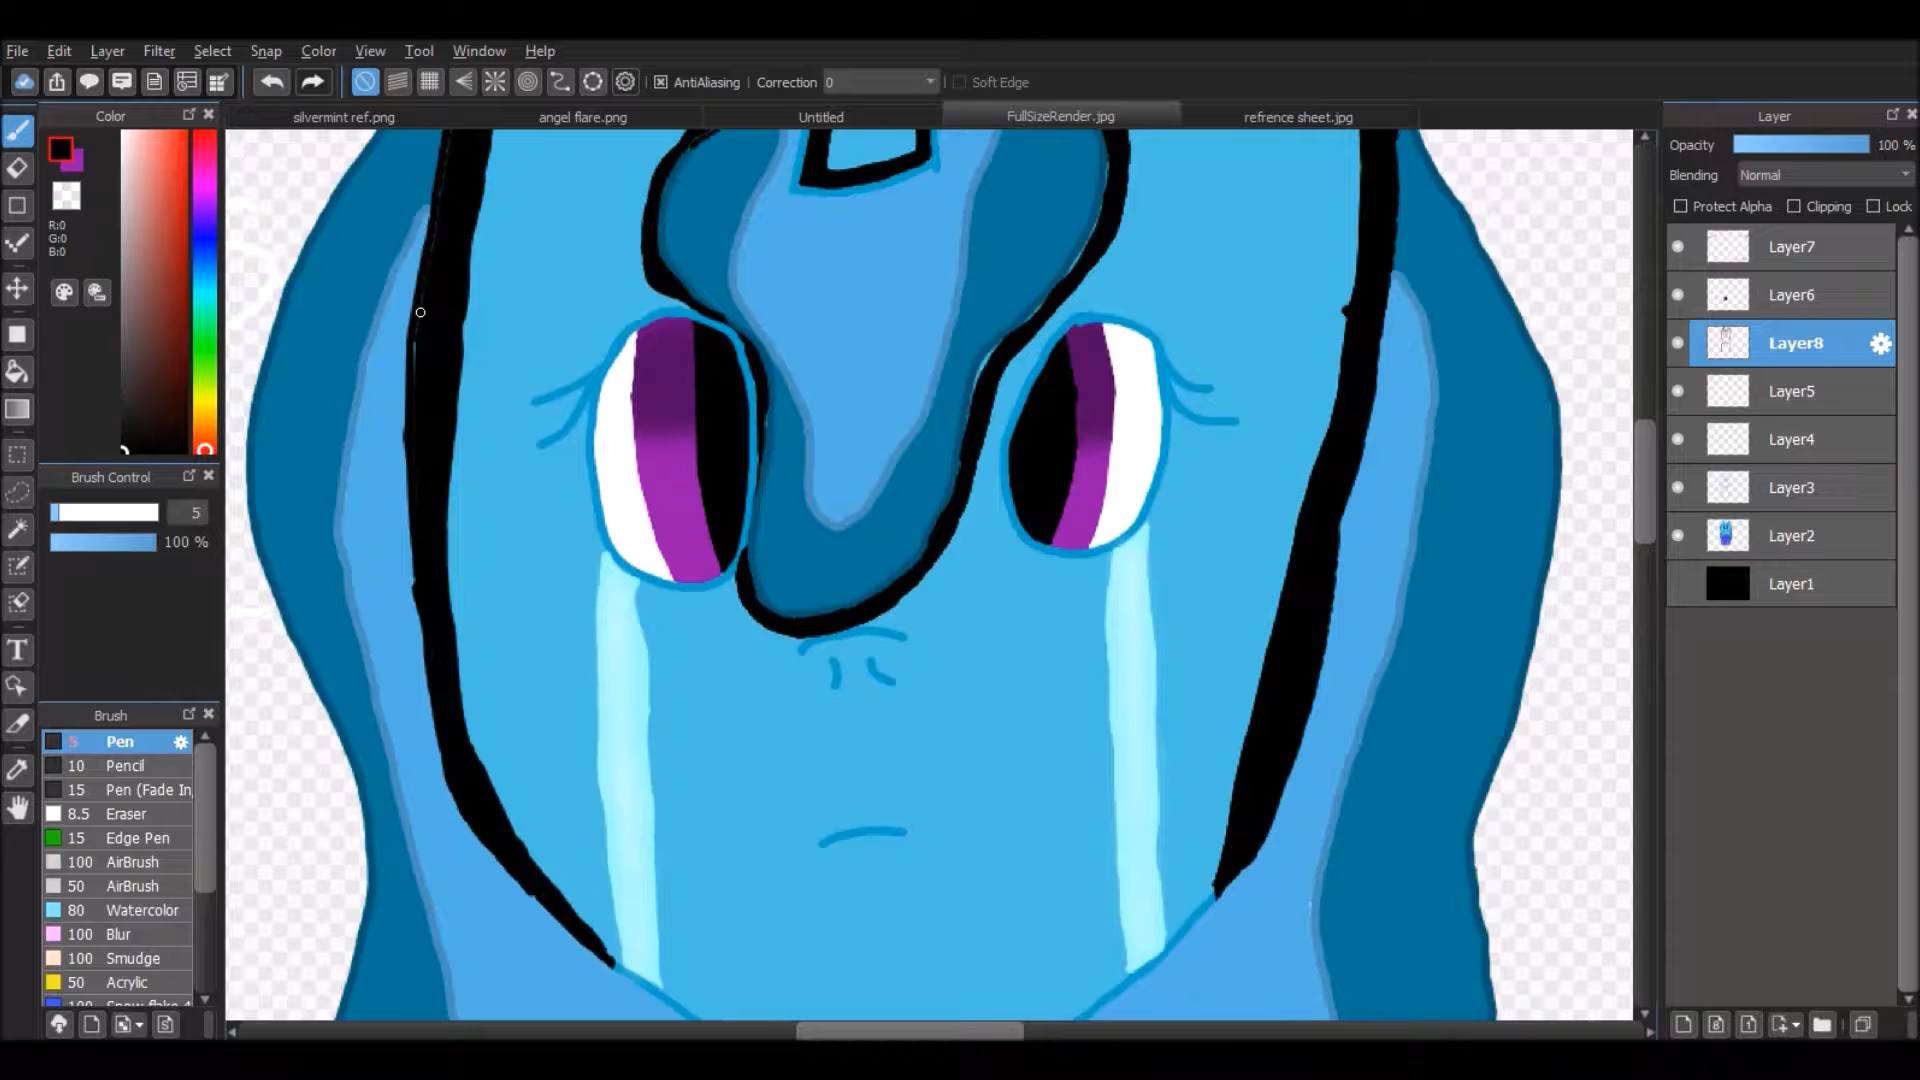 File Edit Layer Filter Select Snap Color View Tool Window Help
AntiAliasing Correction 0 Soft Edge
Color
silvermint ref.png angel flare.png Untitled FullSizeRender.jpg refrence sheet.jpg
Layer
Opacity 100 %
Blending Normal
Protect Alpha Clipping Lock
R:0
G:0
B:0
Layer7
Layer6
Layer8
Layer5
Layer4
Layer3
Layer2
Layer1
Brush Control
5
100 %
Brush
5 Pen
10 Pencil
15 Pen (Fade In
8.5 Eraser
15 Edge Pen
100 AirBrush
50 AirBrush
80 Watercolor
100 Blur
100 Smudge
50 Acrylic